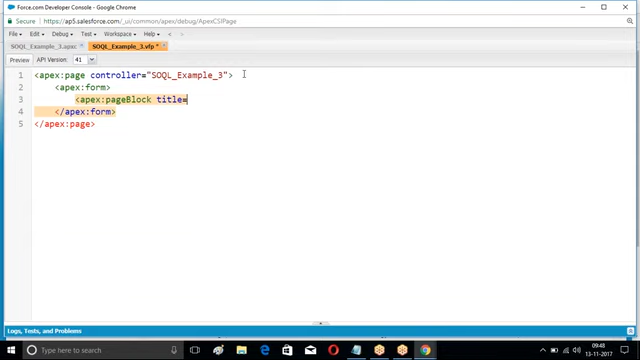 Force.com Developer Console - Google Chrome
Secure https://ap5.salesforce.com/_ui/common/apex/debug/ApexCSIPage
File Edit Debug Test Workspace Help < >
SOQL_Example_3.apxc SOQL_Example_3.vfp *
Preview API Version: 41
1 <apex:page controller="SOQL_Example_3">
2 <apex:form>
3 <apex:pageBlock title=
4 </apex:form>
5 </apex:page>
Logs, Tests, and Problems
Type here to search
09:48
13-11-2017